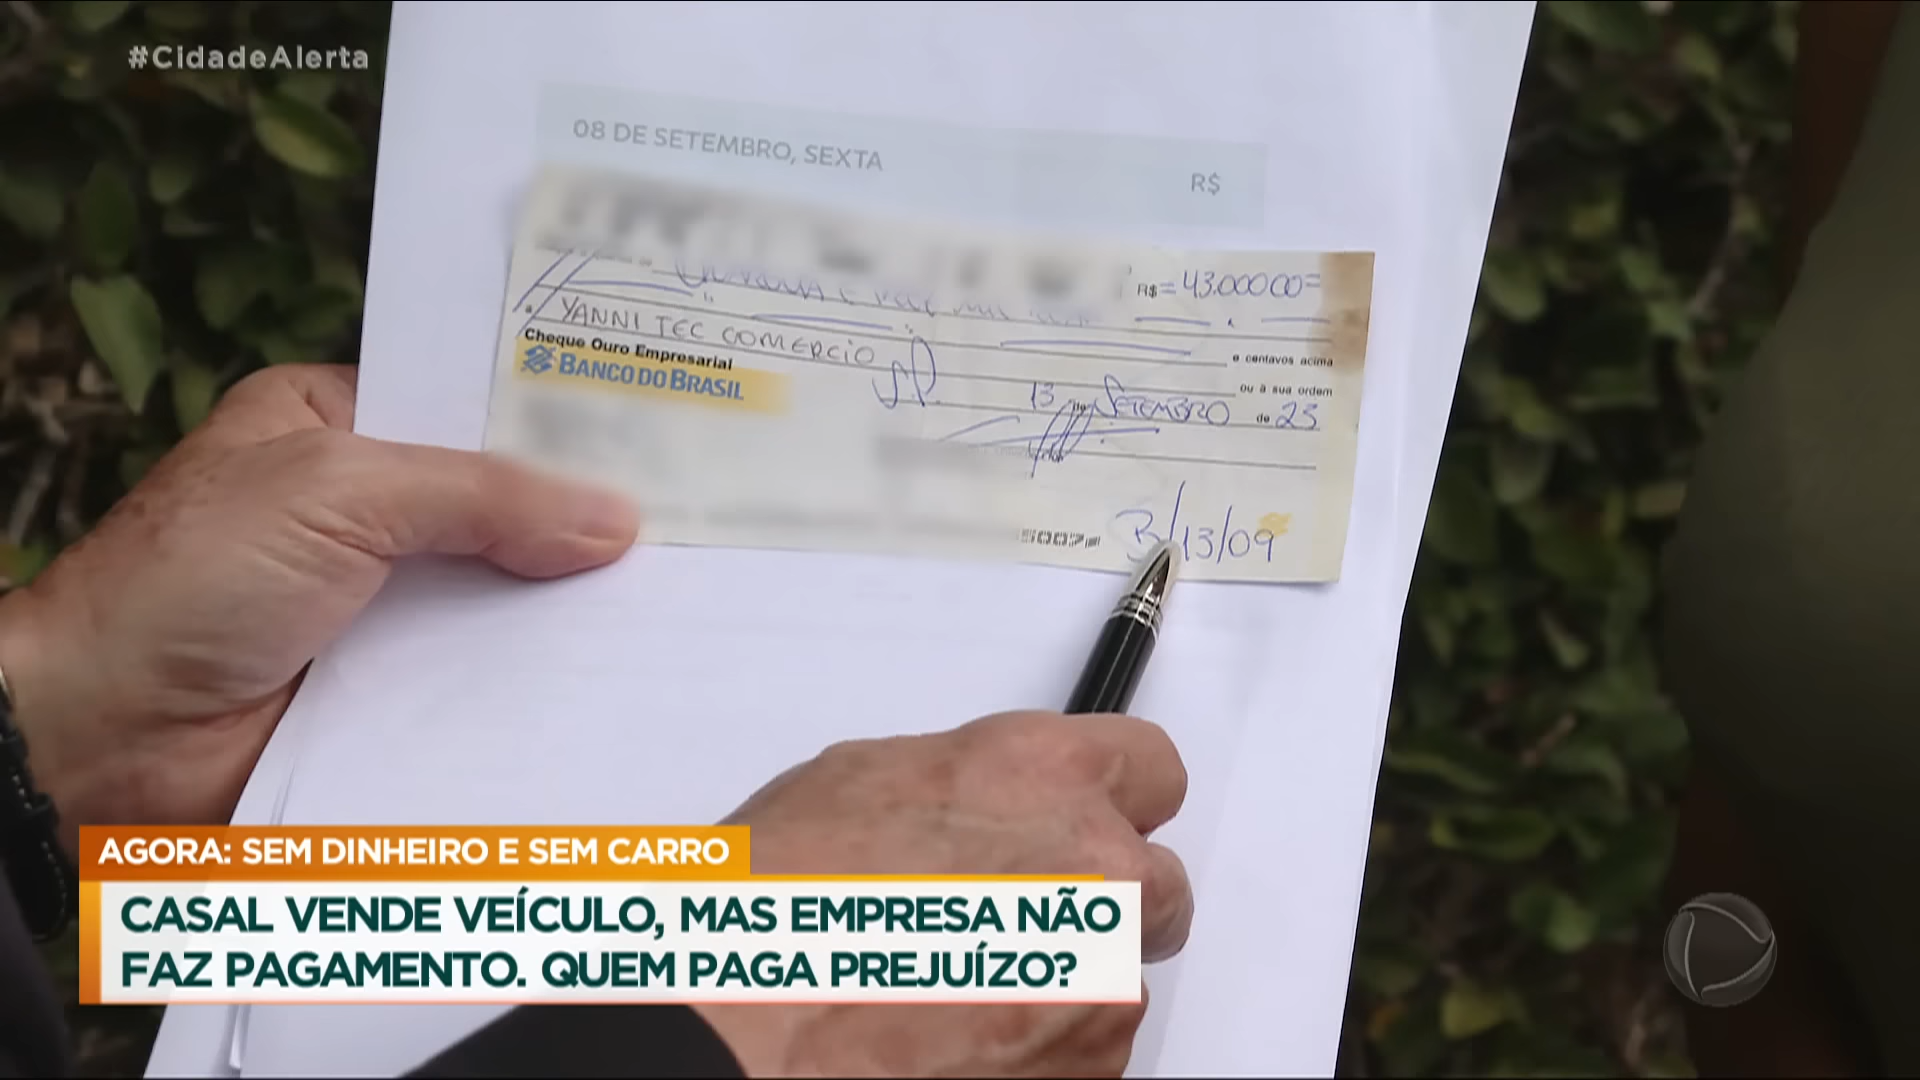 #CidadeAlerta
08 DE SETEMBRO, SEXTA R$
R$ = 43.000,00 =
e centavos acima
a YANNI TEC COMERCIO ou à sua ordem
Cheque Ouro Empresarial
BANCO DO BRASIL
SP. 13 de SETEMBRO de 23
B/13/09
AGORA: SEM DINHEIRO E SEM CARRO
CASAL VENDE VEÍCULO, MAS EMPRESA NÃO
FAZ PAGAMENTO. QUEM PAGA PREJUÍZO?